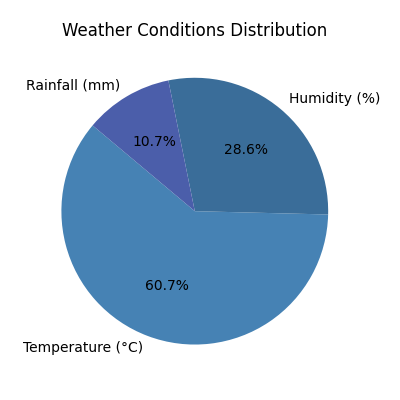 Weather Conditions Distribution
Rainfall (mm)
Humidity (%)
10.7%
28.6%
60.7%
Temperature (°C)